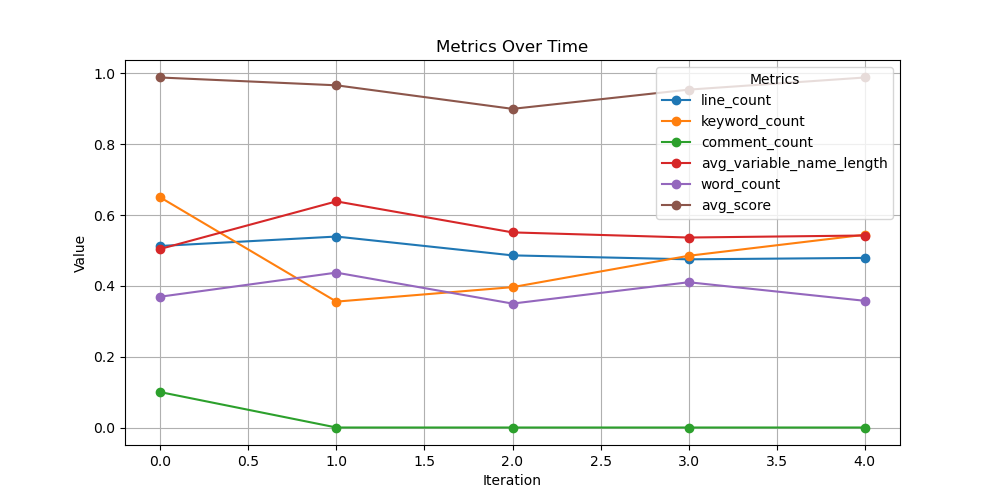 Metrics Over Time
Metrics
line_count
keyword_count
comment_count
avg_variable_name_length
word_count
avg_score
Value
1.0
0.8
0.6
0.4
0.2
0.0
0.0 0.5 1.0 1.5 2.0 2.5 3.0 3.5 4.0
Iteration